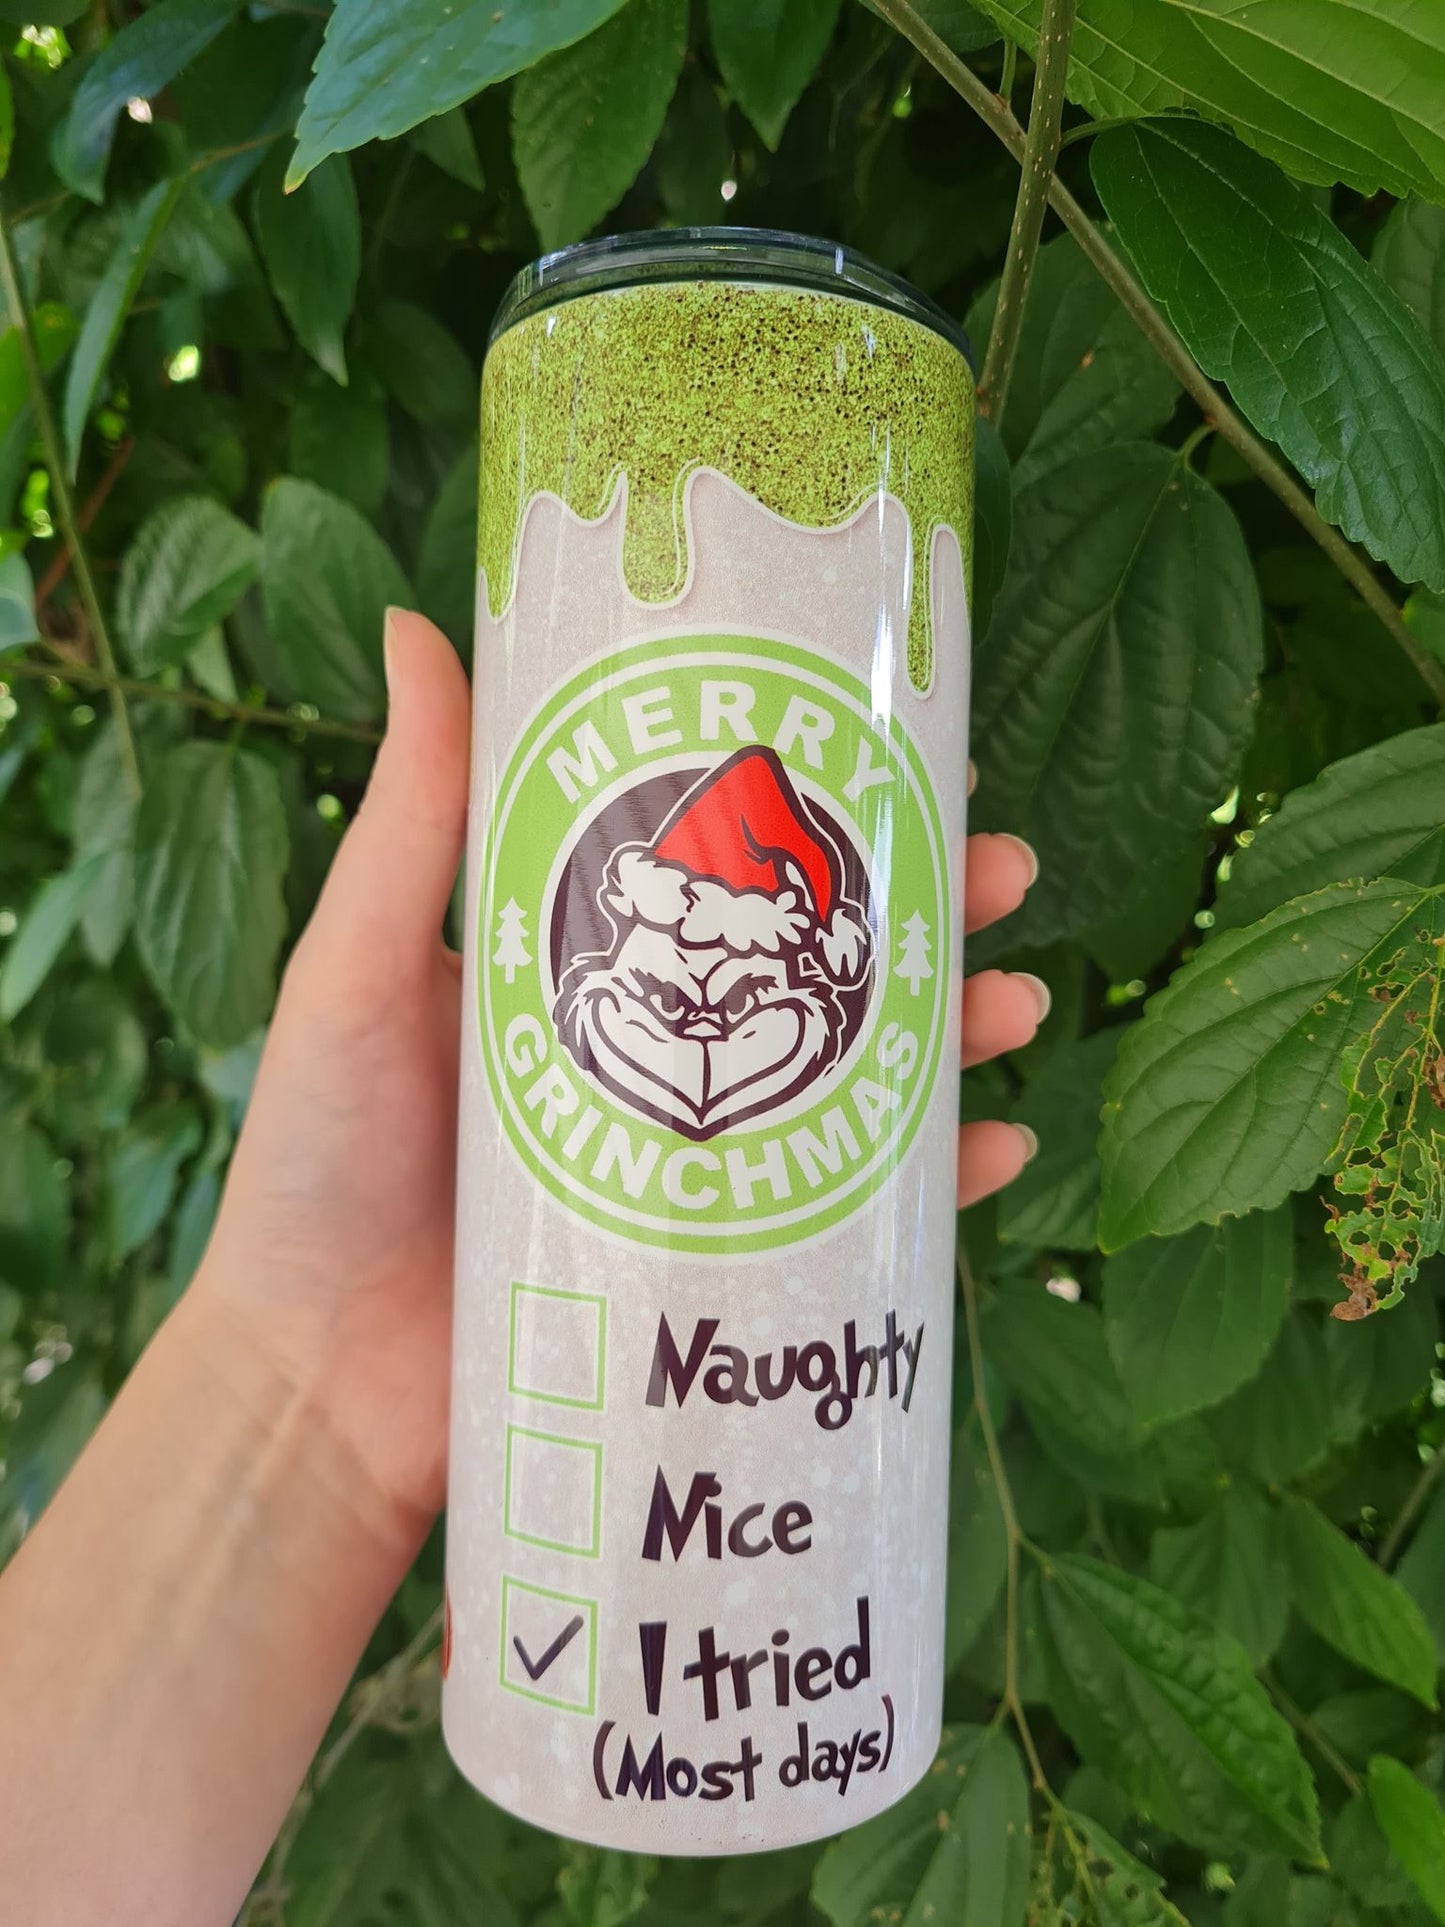 MERRY
GRINCHMAS
Naughty
Nice
I tried
(Most days)